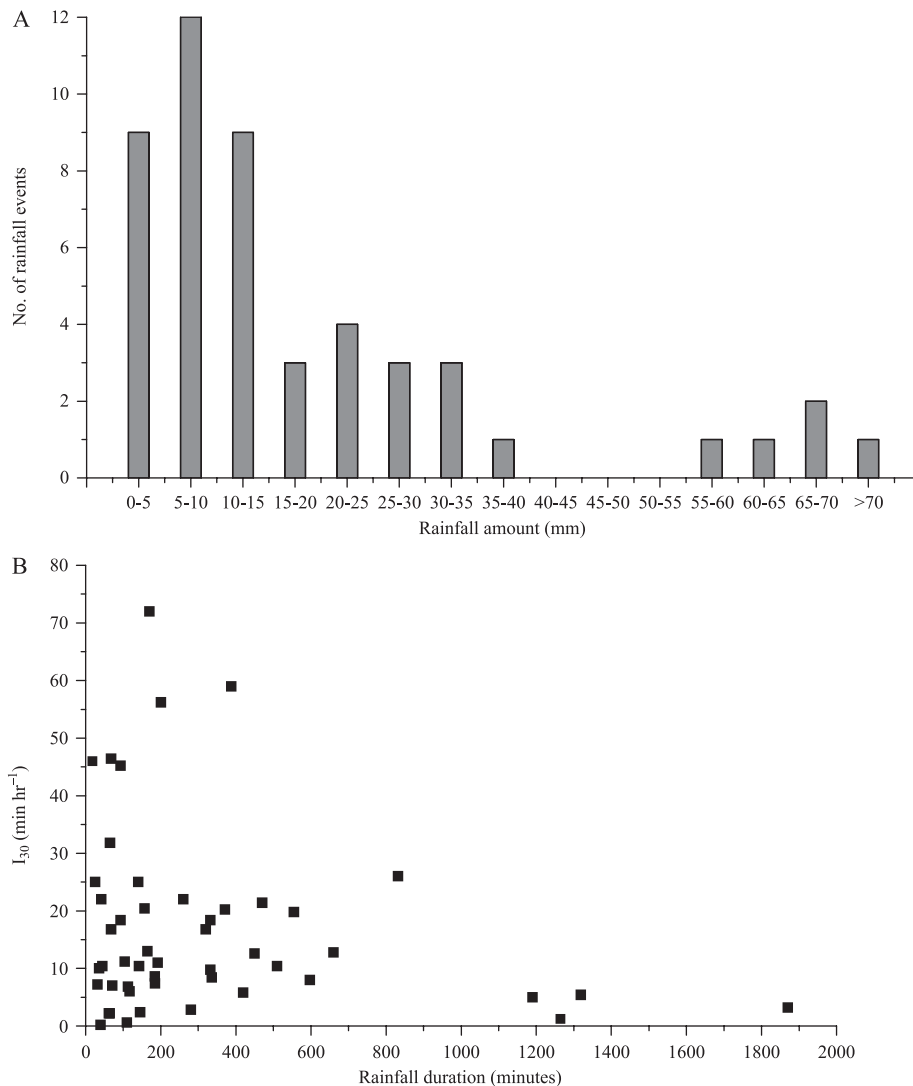 A
12
10
8
6
4
2
0
No. of rainfall events
0-5 5-10 10-15 15-20 20-25 25-30 30-35 35-40 40-45 45-50 50-55 55-60 60-65 65-70 >70
Rainfall amount (mm)
B
80
70
60
50
40
30
20
10
0
I₃₀ (min hr⁻¹)
0 200 400 600 800 1000 1200 1400 1600 1800 2000
Rainfall duration (minutes)